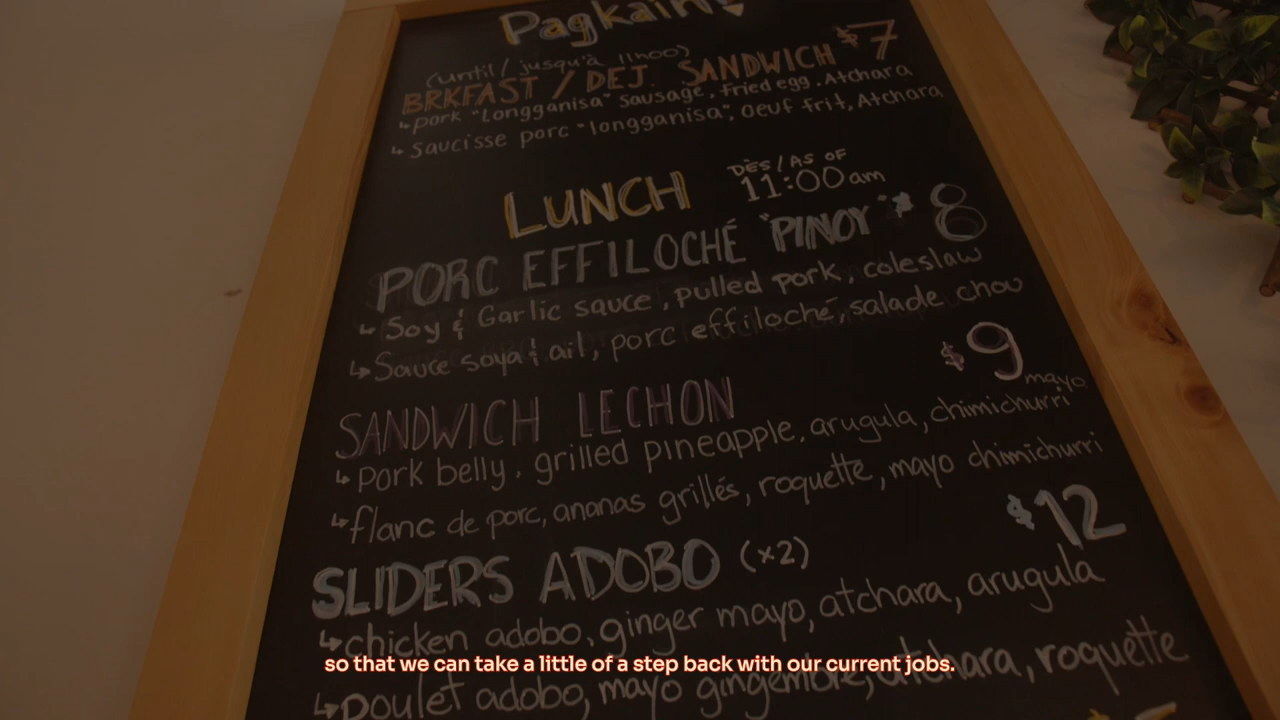 Pagkain
(until / jusqu'à 11h00)
BRKFAST / DEJ. SANDWICH $7
↳ pork "Longganisa" sausage, fried egg, Atchara
↳ saucisse porc "longganisa", oeuf frit, Atchara
LUNCH DÈS / AS OF 11:00am
PORC EFFILOCHÉ "PINOY" $8
↳ Soy & Garlic sauce, pulled pork, coleslaw
↳ Sauce soya & ail, porc effiloché, salade chou
SANDWICH LECHON $9
↳ pork belly, grilled pineapple, arugula, chimichurri mayo
↳ flanc de porc, ananas grillés, roquette, mayo chimichurri
SLIDERS ADOBO (x2) $12
↳ chicken adobo, ginger mayo, atchara, arugula
↳ poulet adobo, mayo gingembre, atchara, roquette
so that we can take a little of a step back with our current jobs.